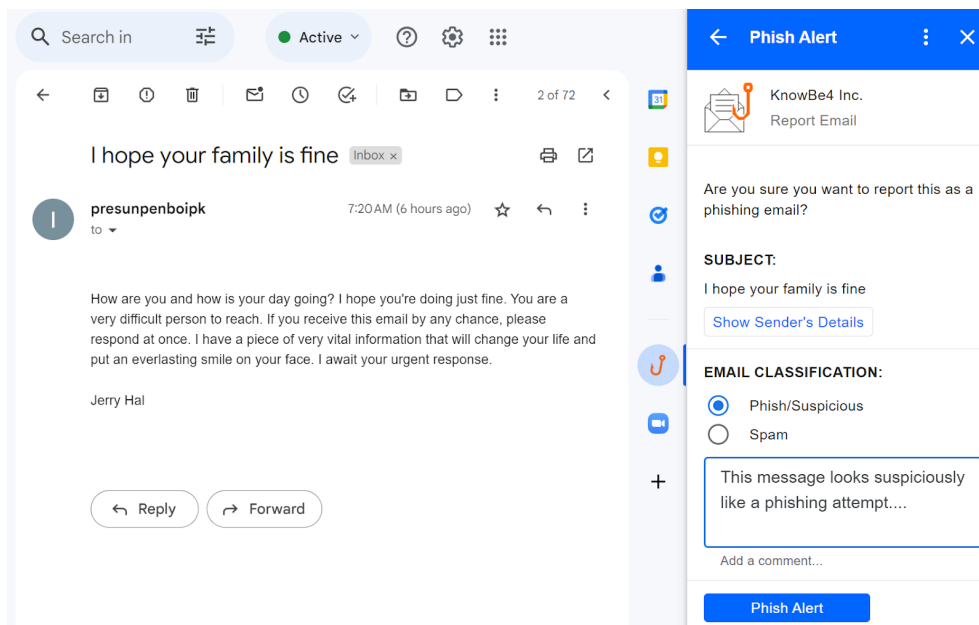 Search in
Active
Phish Alert
2 of 72
31
KnowBe4 Inc.
Report Email
I hope your family is fine Inbox x
I
presunpenboipk
7:20 AM (6 hours ago)
to
Are you sure you want to report this as a
phishing email?
SUBJECT:
I hope your family is fine
Show Sender's Details
How are you and how is your day going? I hope you're doing just fine. You are a
very difficult person to reach. If you receive this email by any chance, please
respond at once. I have a piece of very vital information that will change your life and
put an everlasting smile on your face. I await your urgent response.
Jerry Hal
EMAIL CLASSIFICATION:
Phish/Suspicious
Spam
This message looks suspiciously
like a phishing attempt....
Add a comment...
Reply
Forward
Phish Alert